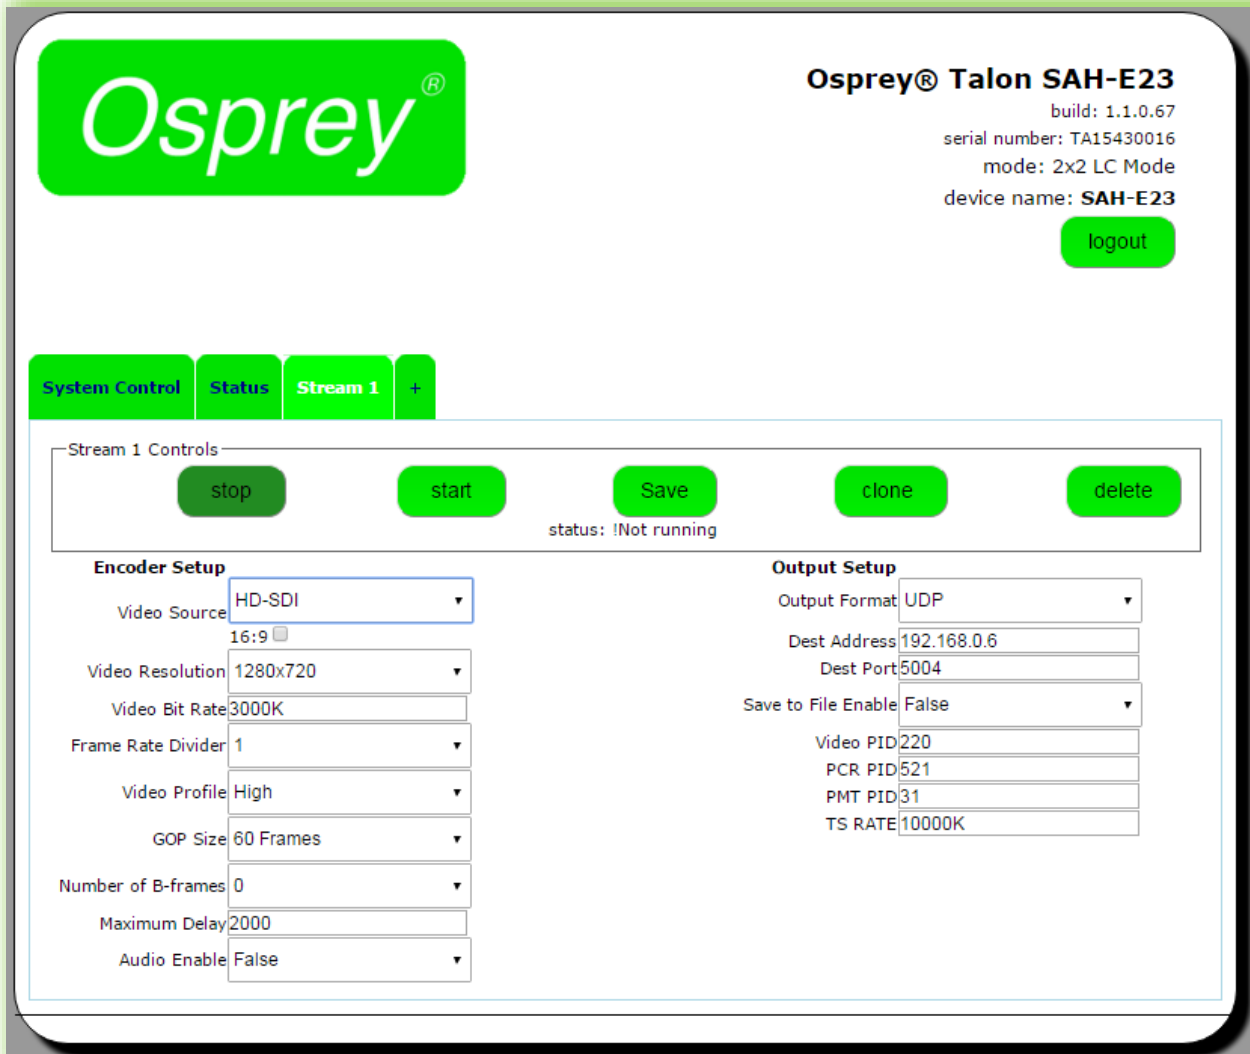 Osprey®
Osprey® Talon SAH-E23
build: 1.1.0.67
serial number: TA15430016
mode: 2x2 LC Mode
device name: SAH-E23
logout
System Control Status Stream 1 +
Stream 1 Controls
stop start Save clone delete
status: !Not running
Encoder Setup
Video Source HD-SDI
16:9
Video Resolution 1280x720
Video Bit Rate 3000K
Frame Rate Divider 1
Video Profile High
GOP Size 60 Frames
Number of B-frames 0
Maximum Delay 2000
Audio Enable False
Output Setup
Output Format UDP
Dest Address 192.168.0.6
Dest Port 5004
Save to File Enable False
Video PID 220
PCR PID 521
PMT PID 31
TS RATE 10000K